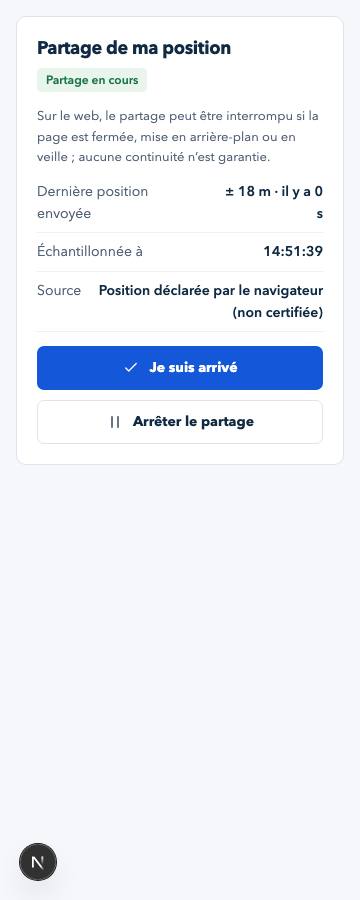 Partage de ma position
Partage en cours
Sur le web, le partage peut être interrompu si la
page est fermée, mise en arrière-plan ou en
veille ; aucune continuité n’est garantie.
Dernière position envoyée
± 18 m · il y a 0 s
Échantillonnée à
14:51:39
Source
Position déclarée par le navigateur
(non certifiée)
Je suis arrivé
Arrêter le partage
N